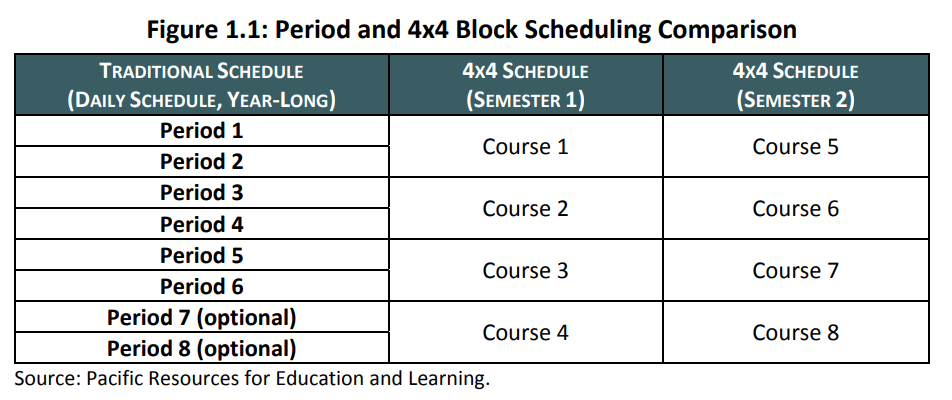 Figure 1.1: Period and 4x4 Block Scheduling Comparison
TRADITIONAL SCHEDULE
(DAILY SCHEDULE, YEAR-LONG)
4X4 SCHEDULE
(SEMESTER 1)
4X4 SCHEDULE
(SEMESTER 2)
Period 1
Period 2
Course 1
Course 5
Period 3
Period 4
Course 2
Course 6
Period 5
Period 6
Course 3
Course 7
Period 7 (optional)
Period 8 (optional)
Course 4
Course 8
Source: Pacific Resources for Education and Learning.